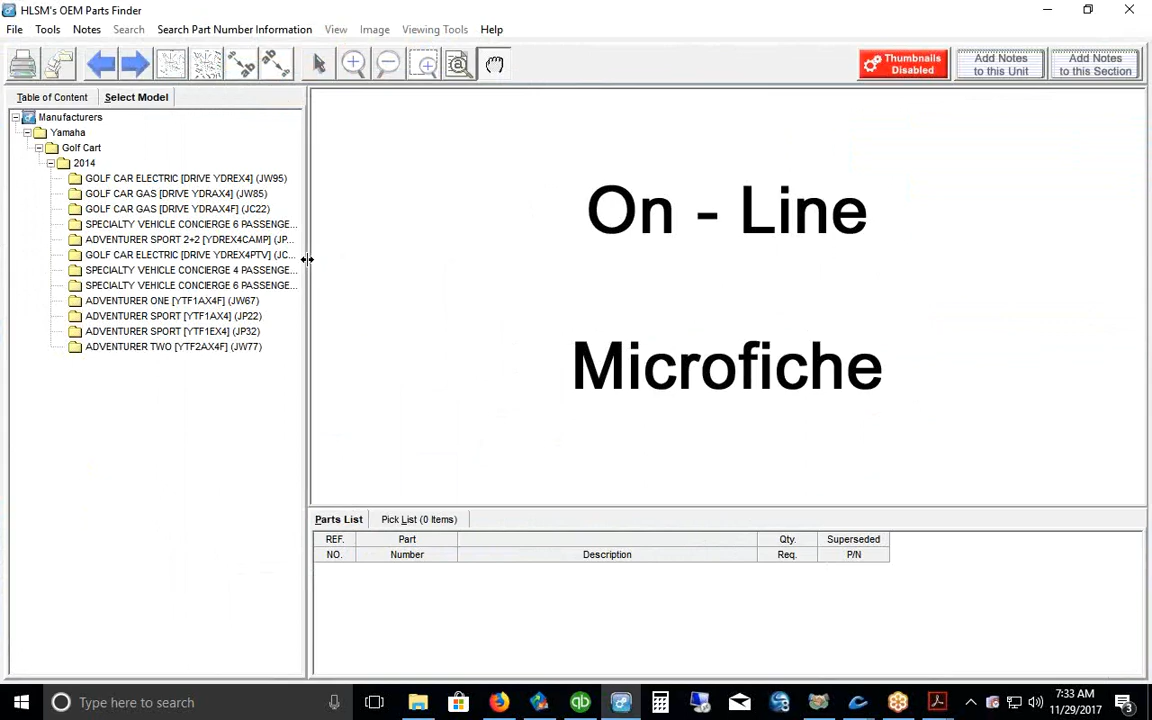 HLSM's OEM Parts Finder
File Tools Notes Search Search Part Number Information View Image Viewing Tools Help
Thumbnails
Disabled
Add Notes
to this Unit
Add Notes
to this Section
Table of Content Select Model
Manufacturers
Yamaha
Golf Cart
2014
GOLF CAR ELECTRIC [DRIVE YDREX4] (JW95)
GOLF CAR GAS [DRIVE YDRAX4] (JW85)
GOLF CAR GAS [DRIVE YDRAX4F] (JC22)
SPECIALTY VEHICLE CONCIERGE 6 PASSENGE...
ADVENTURER SPORT 2+2 [YDREX4CAMP] (JP...
GOLF CAR ELECTRIC [DRIVE YDREX4PTV] (JC...
SPECIALTY VEHICLE CONCIERGE 4 PASSENGE...
SPECIALTY VEHICLE CONCIERGE 6 PASSENGE...
ADVENTURER ONE [YTF1AX4F] (JW67)
ADVENTURER SPORT [YTF1AX4] (JP22)
ADVENTURER SPORT [YTF1EX4] (JP32)
ADVENTURER TWO [YTF2AX4F] (JW77)
On - Line
Microfiche
Parts List Pick List (0 Items)
REF. Part Qty. Superseded
NO. Number Description Req. P/N
Type here to search
7:33 AM
11/29/2017
3